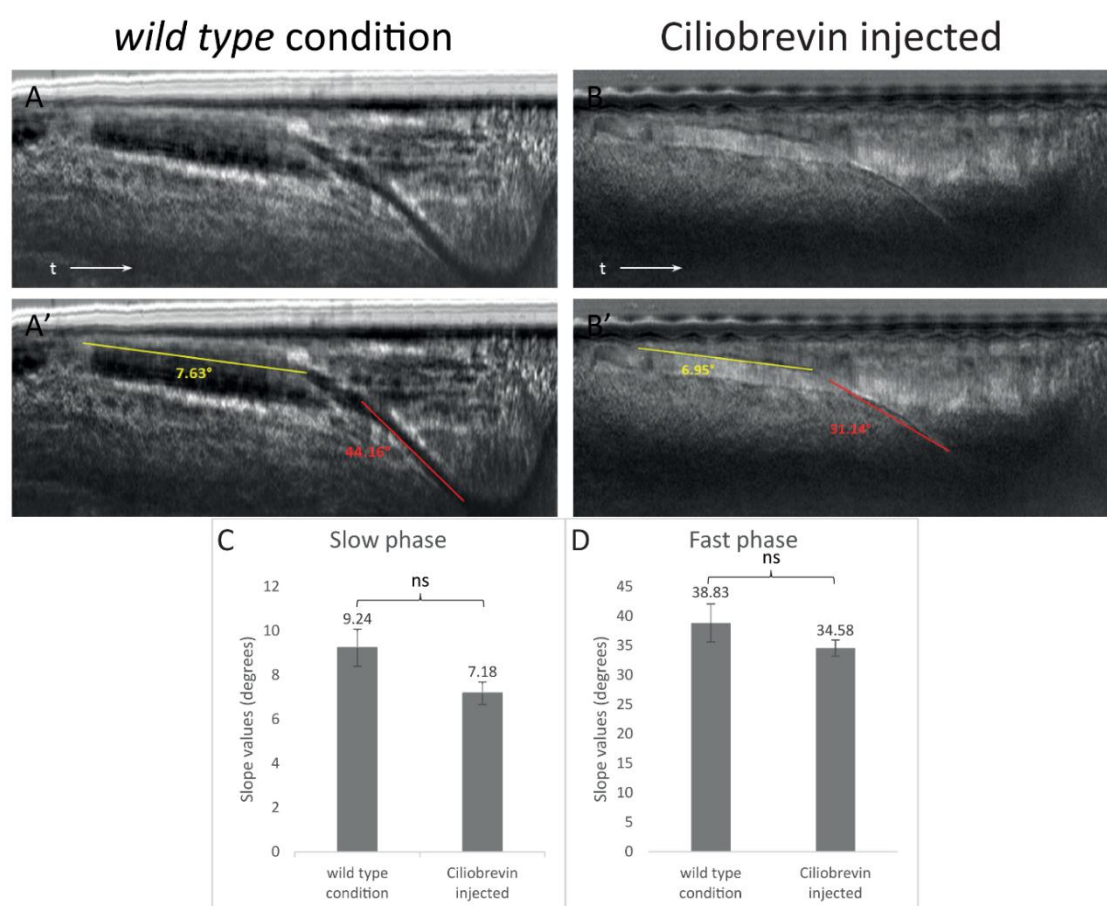 wild type condition
Ciliobrevin injected
A
t
B
t
A’
7.63°
44.16°
B’
6.95°
31.14°
C
Slow phase
ns
12
10
8
6
4
2
0
Slope values (degrees)
9.24
7.18
wild type
condition
Ciliobrevin
injected
D
Fast phase
ns
45
40
35
30
25
20
15
10
5
0
Slope values (degrees)
38.83
34.58
wild type
condition
Ciliobrevin
injected